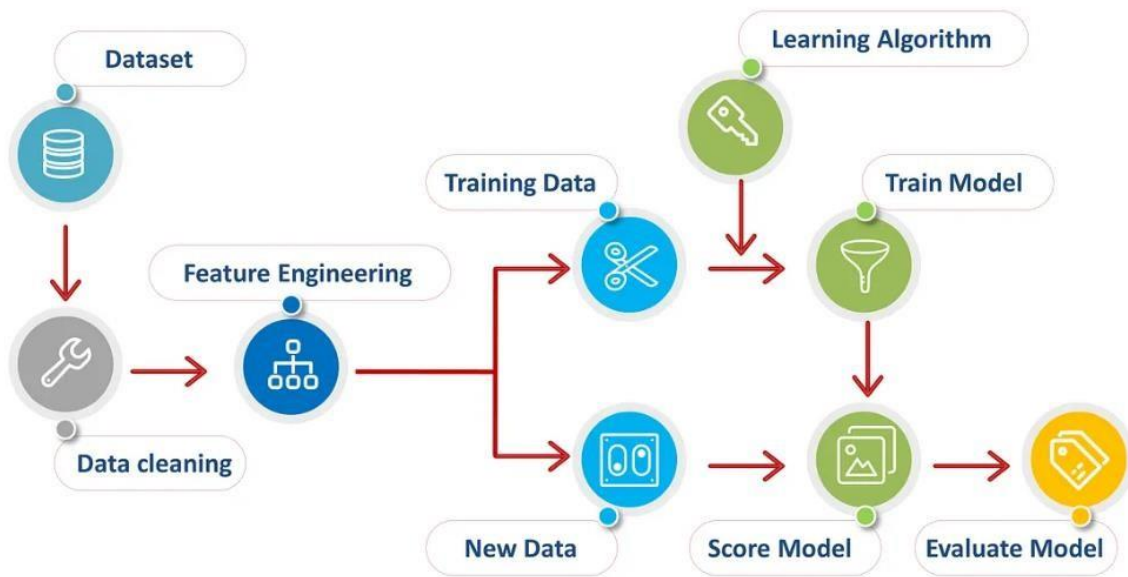 Dataset
Learning Algorithm
Training Data
Train Model
Feature Engineering
Data cleaning
New Data
Score Model
Evaluate Model